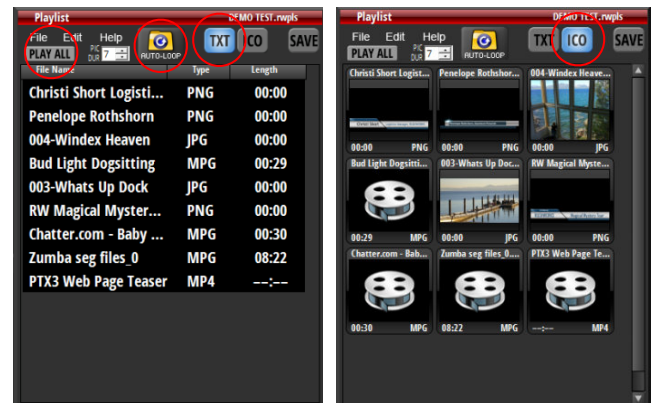 Playlist DEMO TEST.rwpls
File Edit Help
PLAY ALL PIC DUR 7 AUTO-LOOP TXT ICO SAVE
File Name Type Length
Christi Short Logisti... PNG 00:00
Penelope Rothshorn PNG 00:00
004-Windex Heaven JPG 00:00
Bud Light Dogsitting MPG 00:29
003-Whats Up Dock JPG 00:00
RW Magical Myster... PNG 00:00
Chatter.com - Baby ... MPG 00:30
Zumba seg files_0 MPG 08:22
PTX3 Web Page Teaser MP4 --:--
Playlist DEMO TEST.rwpls
File Edit Help
PLAY ALL PIC DUR 7 AUTO-LOOP TXT ICO SAVE
Christi Short Logist... Penelope Rothshor... 004-Windex Heave...
00:00 PNG 00:00 PNG 00:00 JPG
Bud Light Dogsitti... 003-Whats Up Doc... RW Magical Myste...
00:29 MPG 00:00 JPG 00:00 PNG
Chatter.com - Bab... Zumba seg files_0.... PTX3 Web Page Te...
00:30 MPG 08:22 MPG --:-- MP4